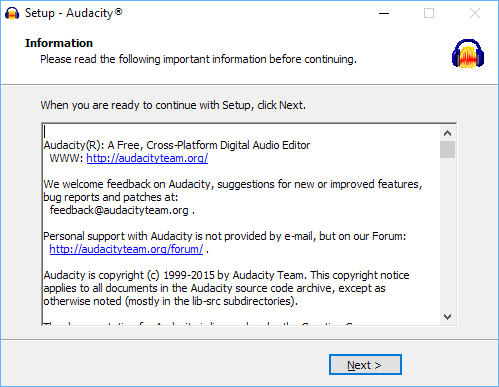 Setup - Audacity®
Information
Please read the following important information before continuing.
When you are ready to continue with Setup, click Next.
Audacity(R): A Free, Cross-Platform Digital Audio Editor
WWW: http://audacityteam.org/
We welcome feedback on Audacity, suggestions for new or improved features,
bug reports and patches at:
feedback@audacityteam.org .
Personal support with Audacity is not provided by e-mail, but on our Forum:
http://audacityteam.org/forum/ .
Audacity is copyright (c) 1999-2015 by Audacity Team. This copyright notice
applies to all documents in the Audacity source code archive, except as
otherwise noted (mostly in the lib-src subdirectories).
Next >